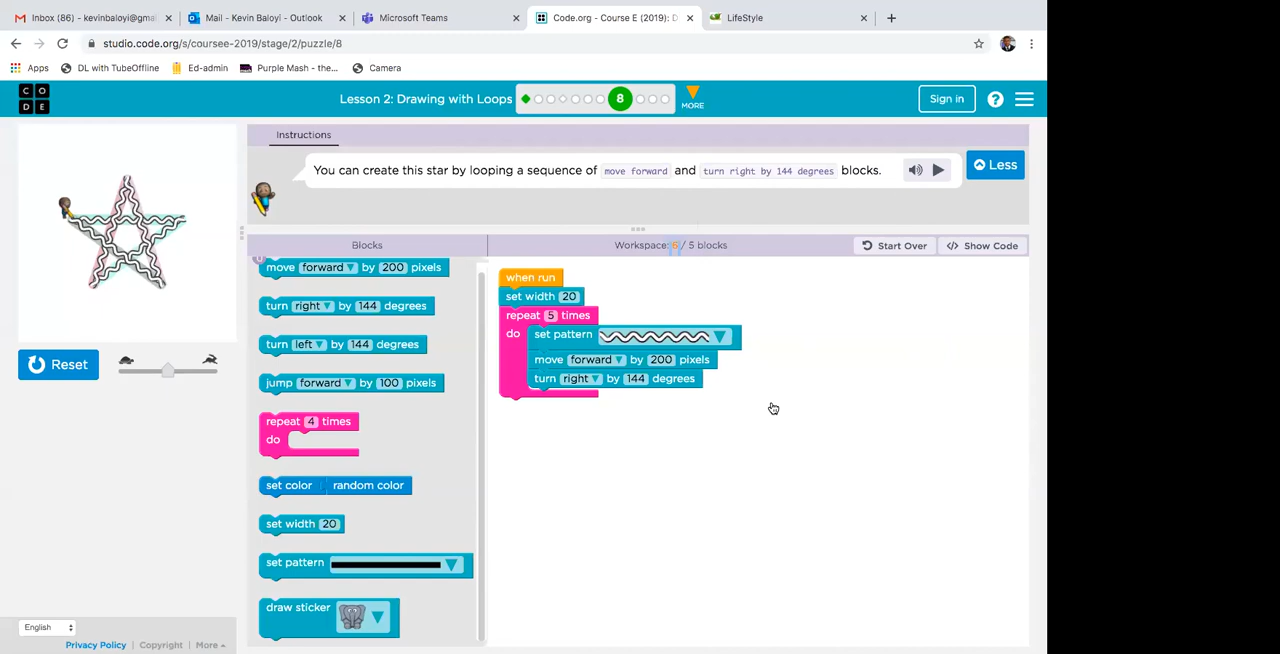 Inbox (86) - kevinbaloyi@gma
Mail - Kevin Baloyi - Outlook
Microsoft Teams
Code.org - Course E (2019): D
LifeStyle
studio.code.org/s/coursee-2019/stage/2/puzzle/8
Apps
DL with TubeOffline
Ed-admin
Purple Mash - the...
Camera
C O
D E
Lesson 2: Drawing with Loops
8
MORE
Sign in
?
Instructions
You can create this star by looping a sequence of move forward and turn right by 144 degrees blocks.
Less
Blocks
Workspace: 6 / 5 blocks
Start Over
</> Show Code
move forward by 200 pixels
turn right by 144 degrees
turn left by 144 degrees
jump forward by 100 pixels
repeat 4 times
do
set color random color
set width 20
set pattern
draw sticker
when run
set width 20
repeat 5 times
do set pattern
move forward by 200 pixels
turn right by 144 degrees
Reset
English
Privacy Policy | Copyright | More